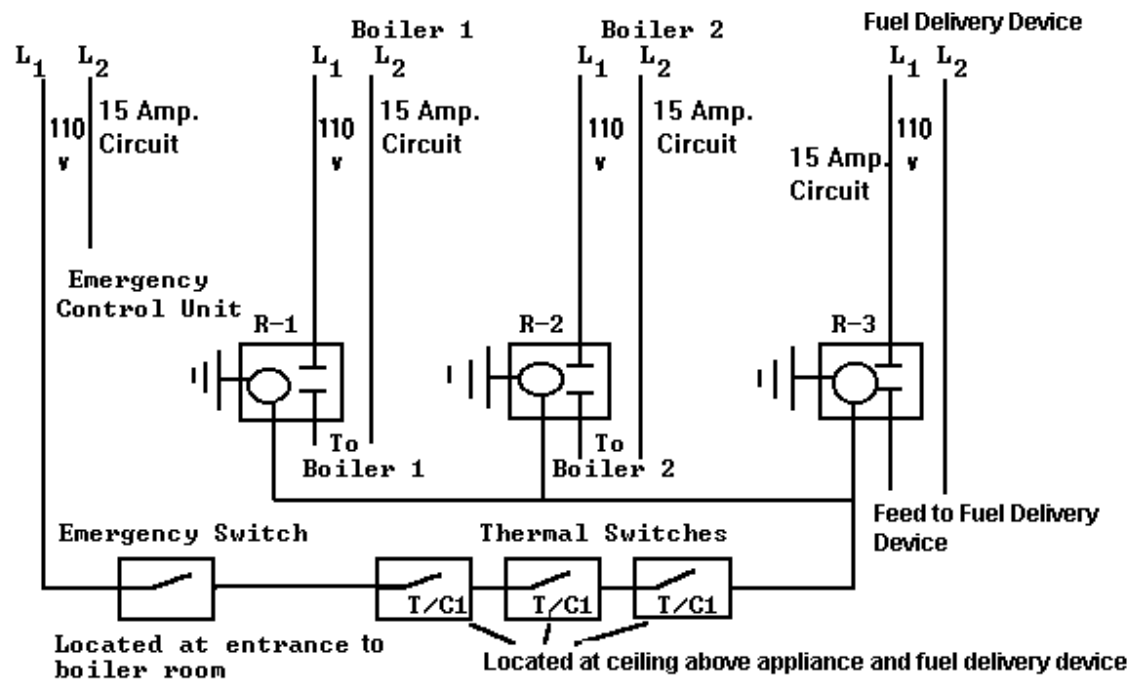 Boiler 1
Boiler 2
Fuel Delivery Device
L1 L2
L1 L2
L1 L2
L1 L2
110 v
15 Amp. Circuit
110 v
15 Amp. Circuit
110 v
15 Amp. Circuit
15 Amp. Circuit
110 v
Emergency
Control Unit
R-1
R-2
R-3
To
Boiler 1
To
Boiler 2
Feed to Fuel Delivery
Device
Emergency Switch
Thermal Switches
T/C1
T/C1
T/C1
Located at entrance to
boiler room
Located at ceiling above appliance and fuel delivery device